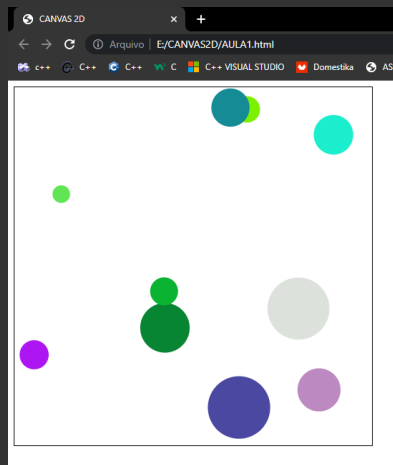 CANVAS 2D
Arquivo E:/CANVAS2D/AULA1.html
c++ C++ C++ C C++ VISUAL STUDIO Domestika AS